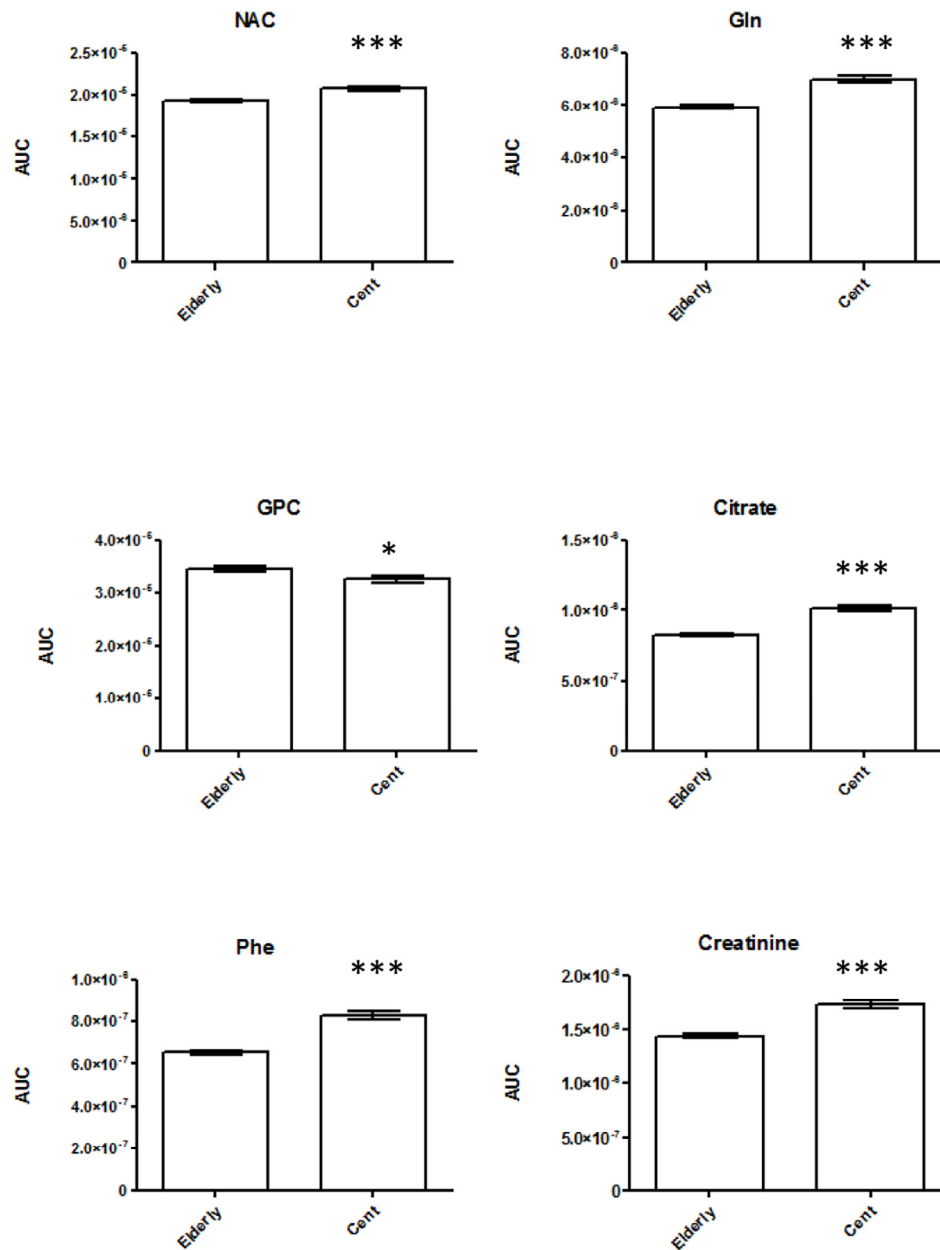 NAC
***
2.5×10⁻⁵
2.0×10⁻⁵
1.5×10⁻⁵
1.0×10⁻⁵
5.0×10⁻⁶
0
AUC
Elderly
Cent
Gln
***
8.0×10⁻⁶
6.0×10⁻⁶
4.0×10⁻⁶
2.0×10⁻⁶
0
AUC
Elderly
Cent
GPC
*
4.0×10⁻⁵
3.0×10⁻⁵
2.0×10⁻⁵
1.0×10⁻⁵
0
AUC
Elderly
Cent
Citrate
***
1.5×10⁻⁶
1.0×10⁻⁶
5.0×10⁻⁷
0
AUC
Elderly
Cent
Phe
***
1.0×10⁻⁶
8.0×10⁻⁷
6.0×10⁻⁷
4.0×10⁻⁷
2.0×10⁻⁷
0
AUC
Elderly
Cent
Creatinine
***
2.0×10⁻⁶
1.5×10⁻⁶
1.0×10⁻⁶
5.0×10⁻⁷
0
AUC
Elderly
Cent